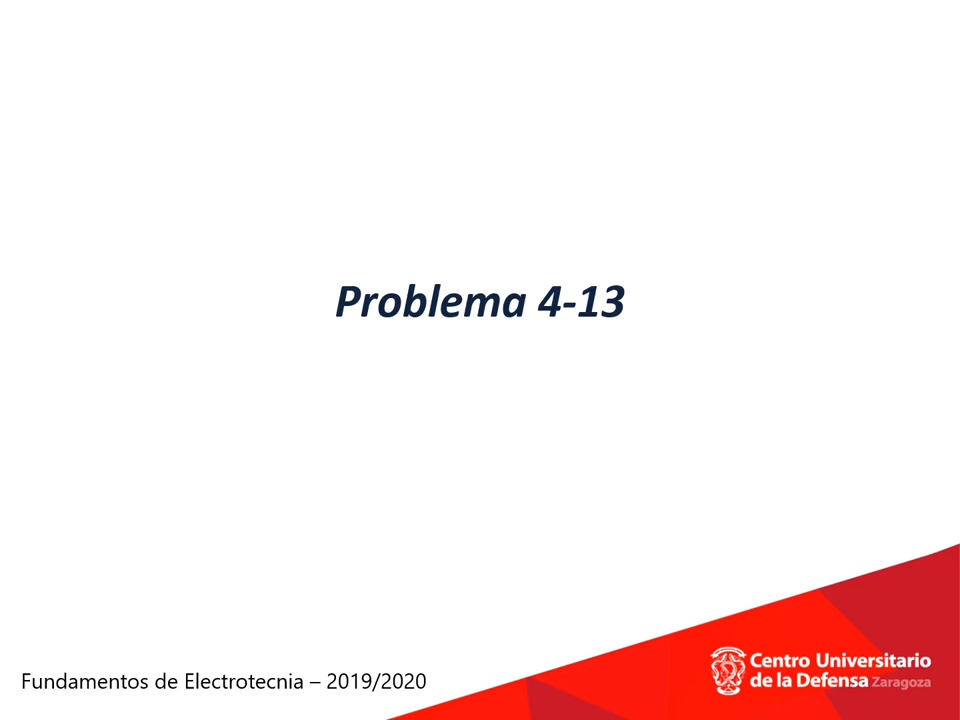 Problema 4-13
Fundamentos de Electrotecnia – 2019/2020
Centro Universitario
de la Defensa Zaragoza